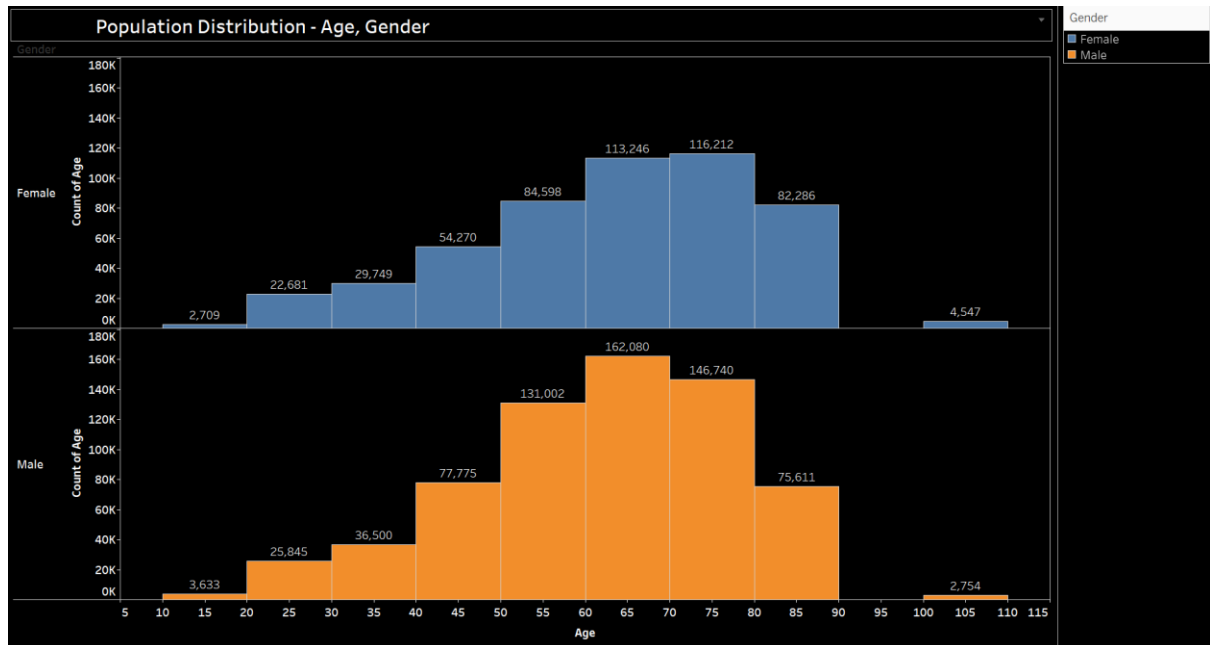 Population Distribution - Age, Gender
Gender
Female
Male
Gender
Female
Count of Age
180K
160K
140K
120K
100K
80K
60K
40K
20K
0K
2,709
22,681
29,749
54,270
84,598
113,246
116,212
82,286
4,547
Male
Count of Age
180K
160K
140K
120K
100K
80K
60K
40K
20K
0K
3,633
25,845
36,500
77,775
131,002
162,080
146,740
75,611
2,754
5 10 15 20 25 30 35 40 45 50 55 60 65 70 75 80 85 90 95 100 105 110 115
Age